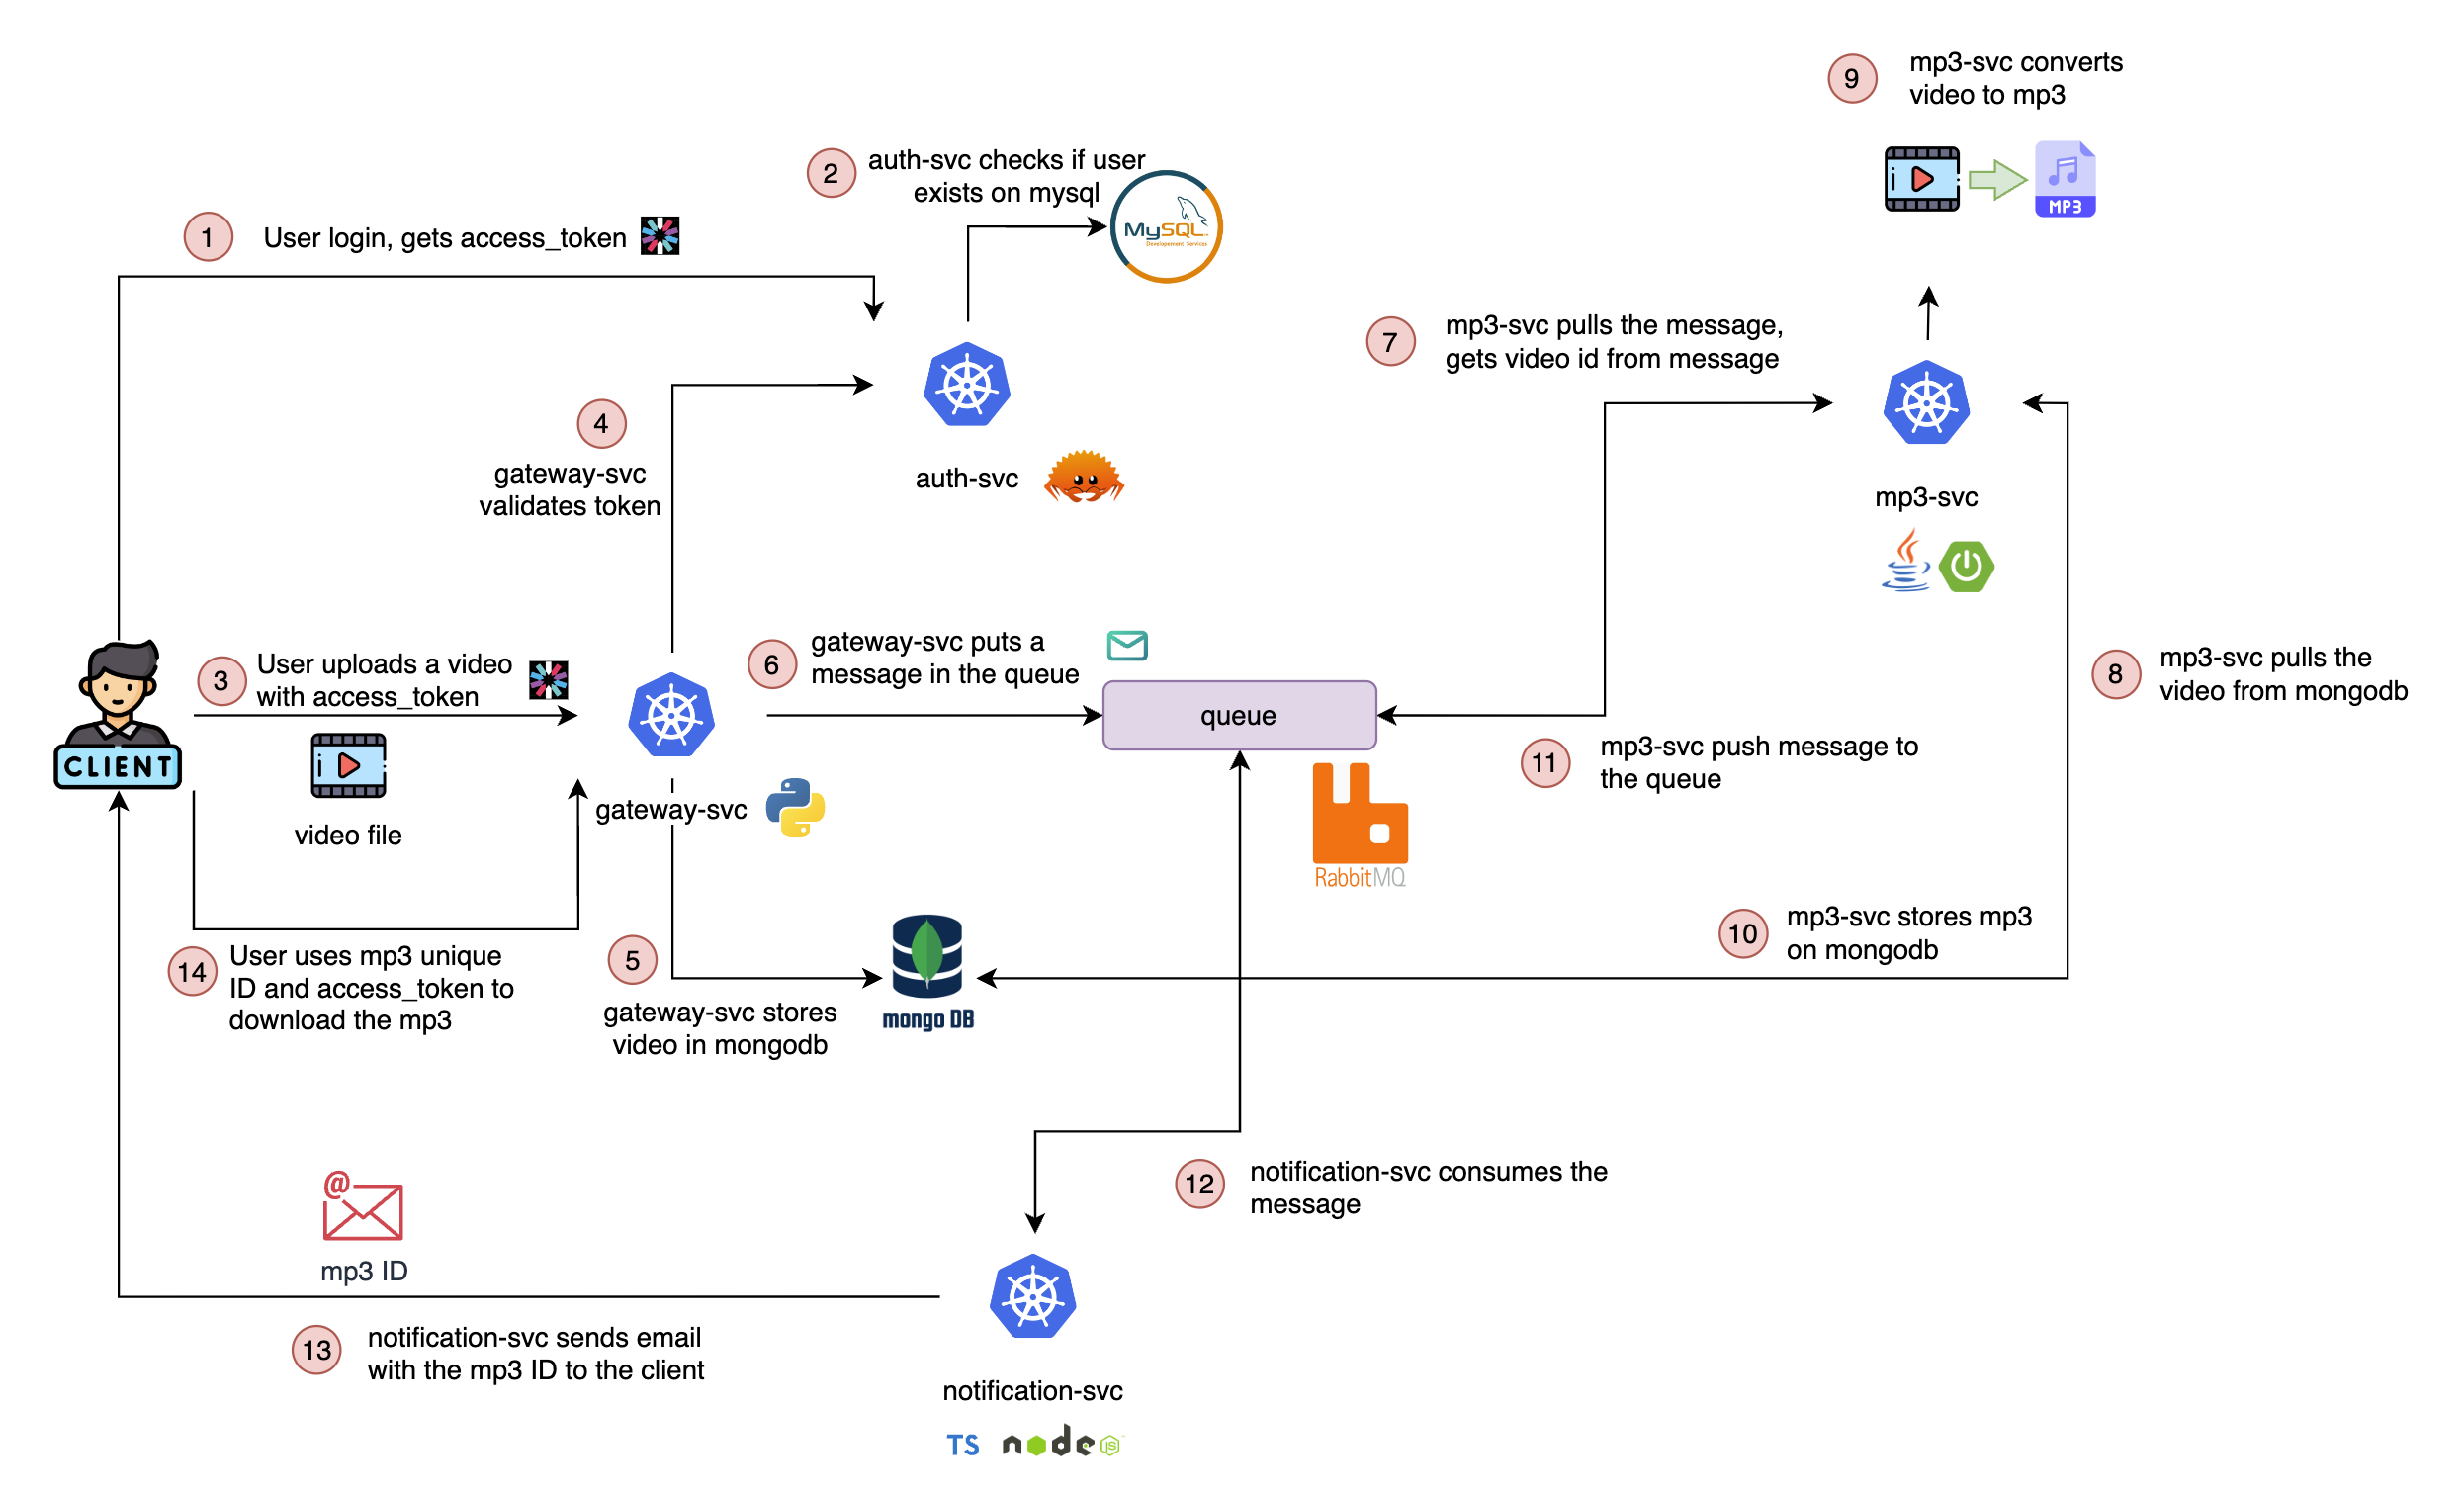 1
User login, gets access_token
2
auth-svc checks if user
exists on mysql
MySQL
Developement Services
9
mp3-svc converts
video to mp3
MP3
7
mp3-svc pulls the message,
gets video id from message
4
gateway-svc
validates token
auth-svc
mp3-svc
3
User uploads a video
with access_token
6
gateway-svc puts a
message in the queue
queue
8
mp3-svc pulls the
video from mongodb
CLIENT
video file
gateway-svc
11
mp3-svc push message to
the queue
RabbitMQ
14
User uses mp3 unique
ID and access_token to
download the mp3
5
gateway-svc stores
video in mongodb
mongo DB
10
mp3-svc stores mp3
on mongodb
12
notification-svc consumes the
message
@
mp3 ID
13
notification-svc sends email
with the mp3 ID to the client
notification-svc
TS node JS